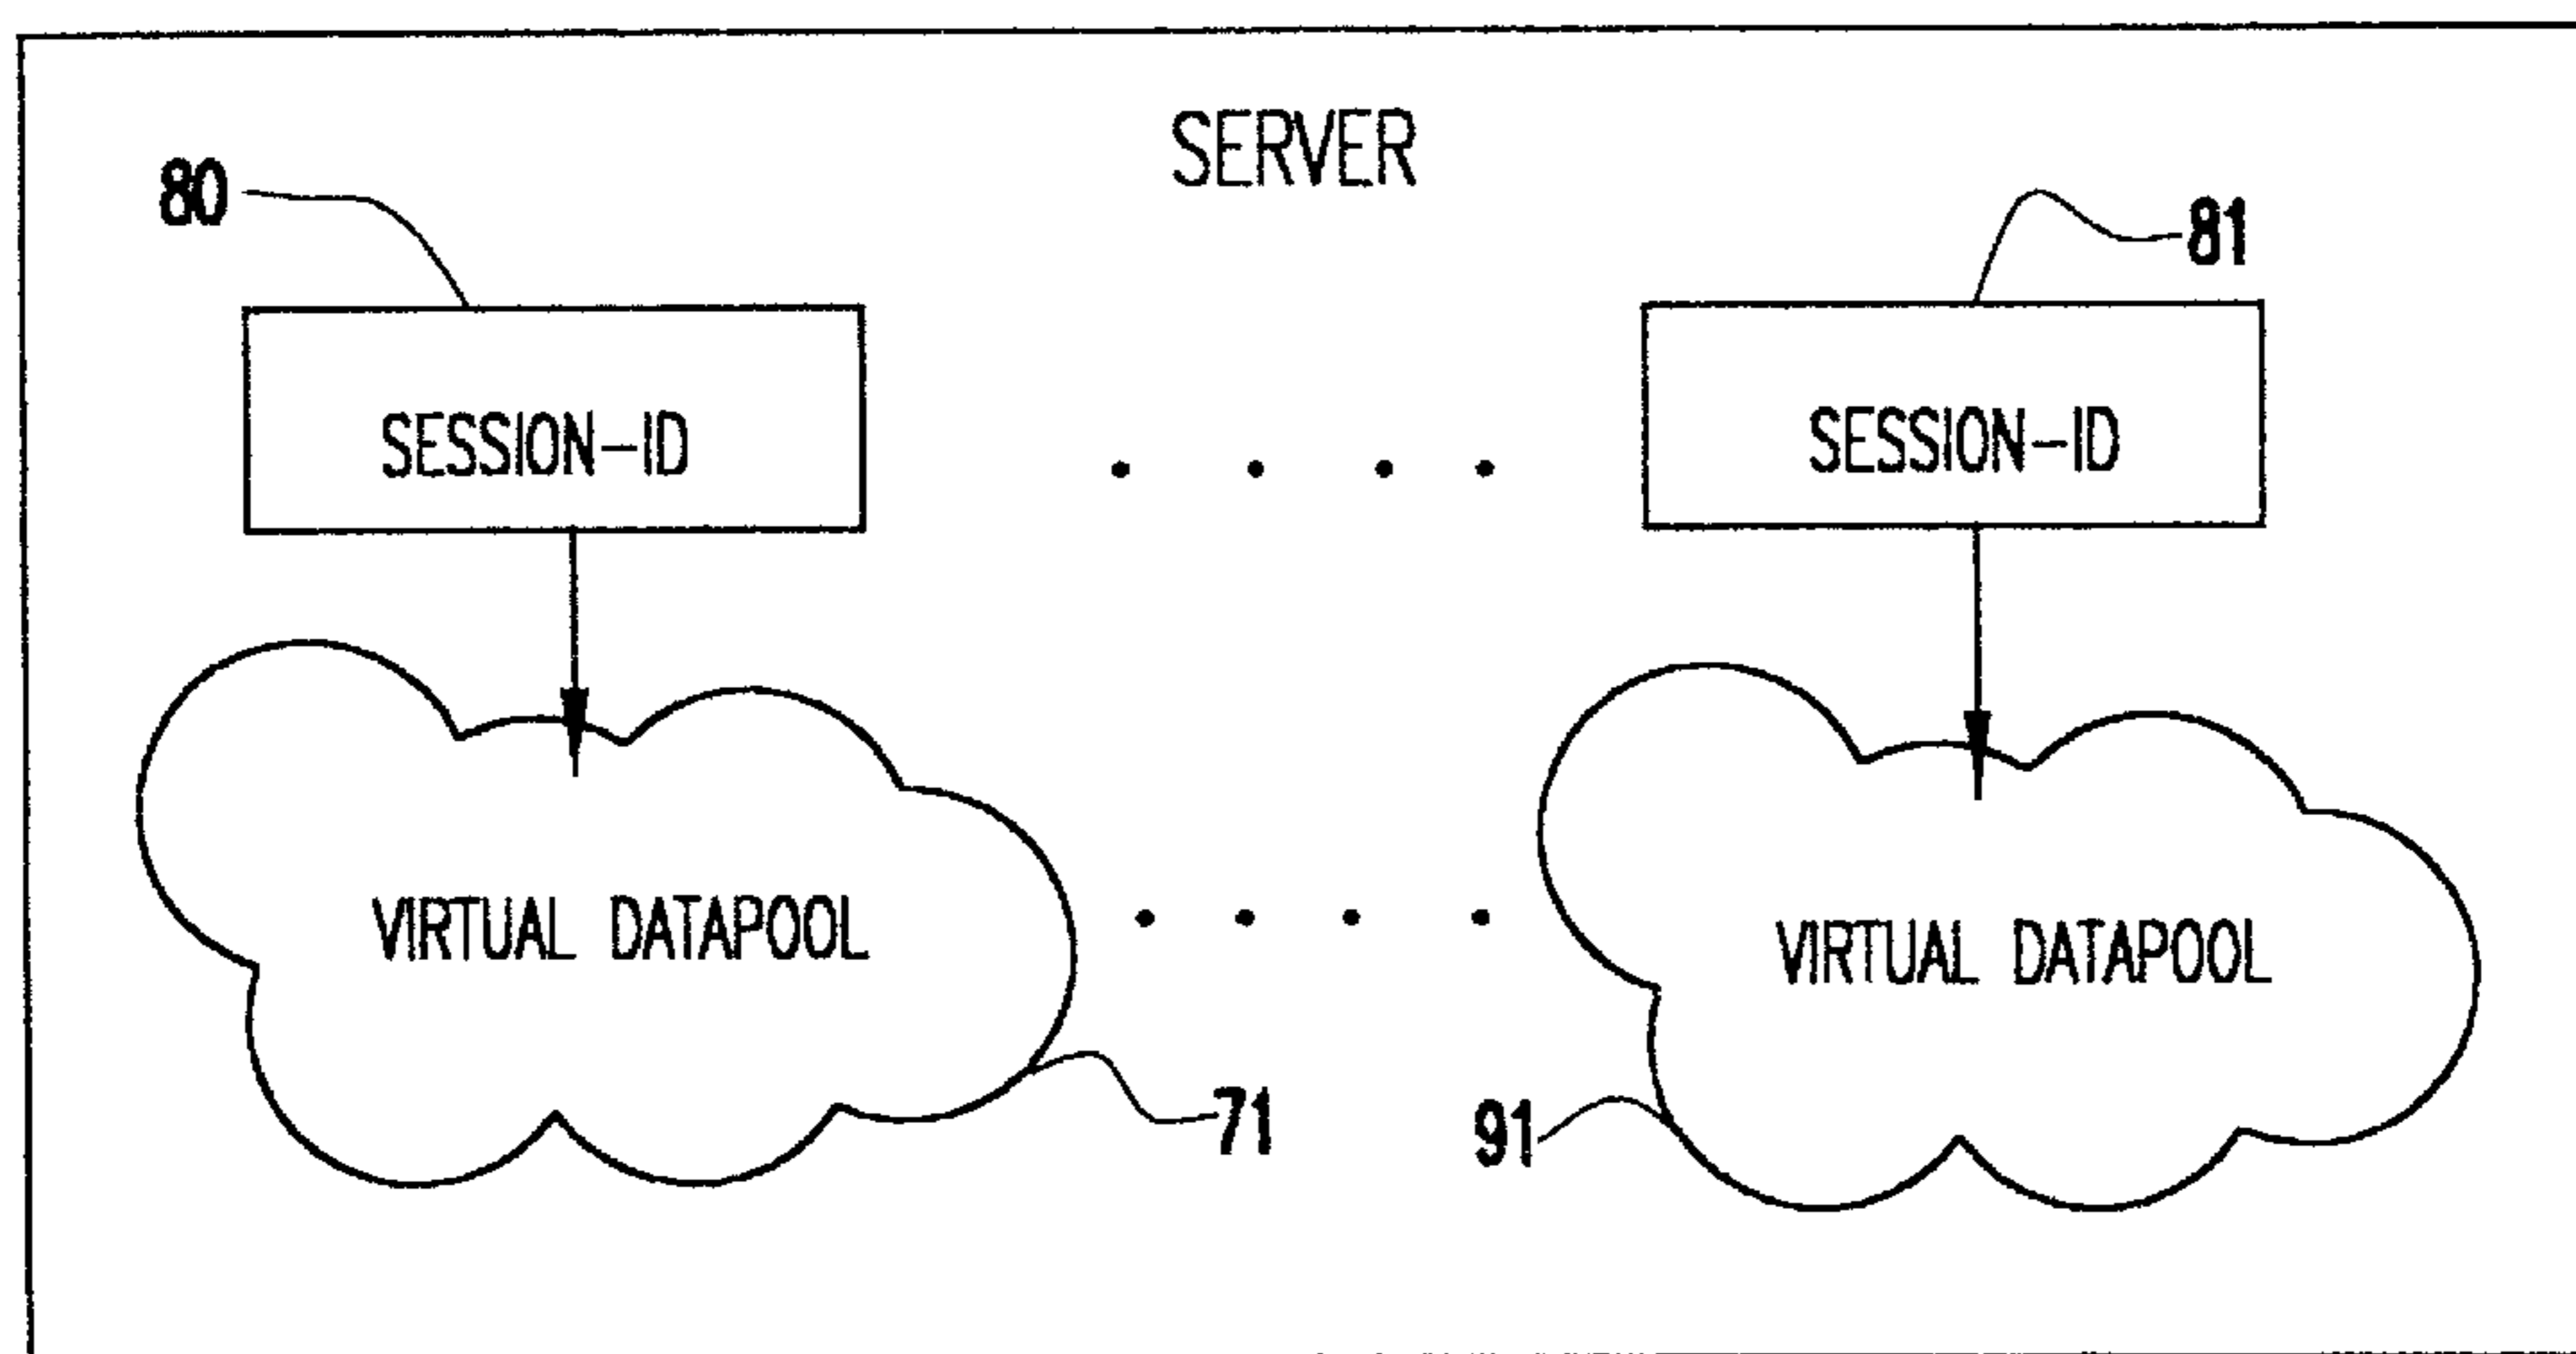 SERVER
80
81
SESSION-ID
SESSION-ID
VIRTUAL DATAPOOL
VIRTUAL DATAPOOL
71
91